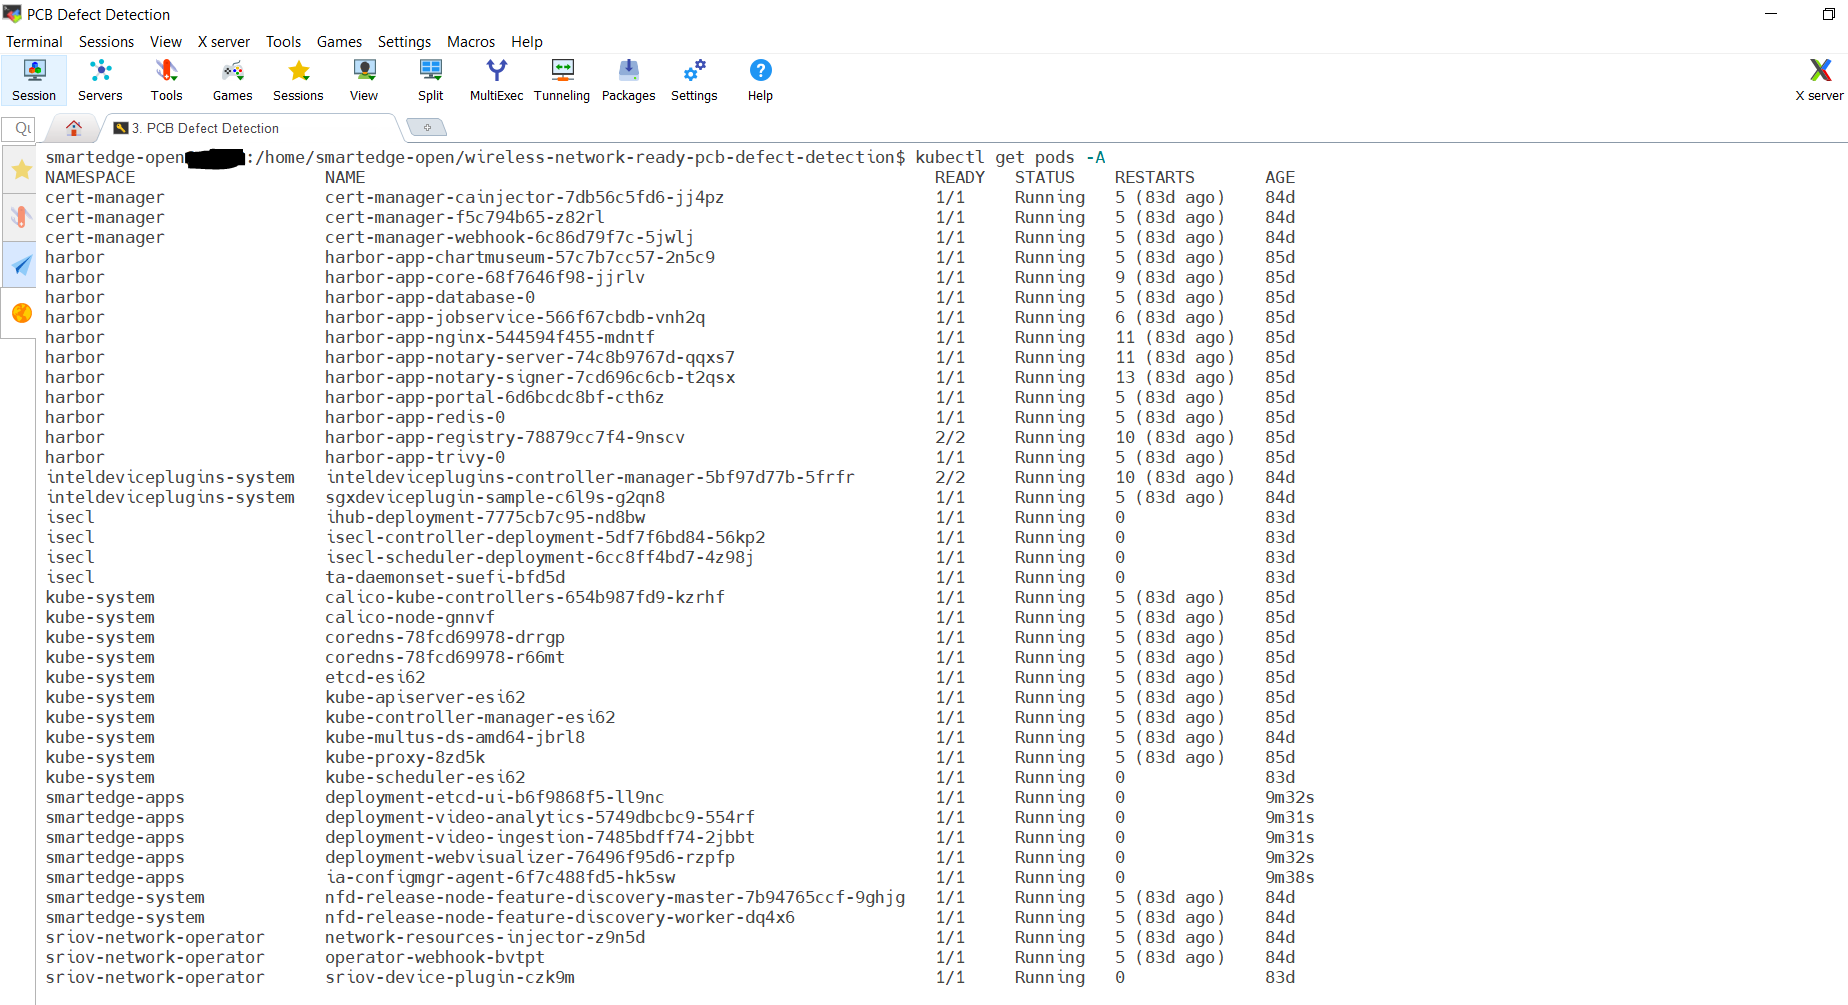 PCB Defect Detection
Terminal Sessions View X server Tools Games Settings Macros Help
Session Servers Tools Games Sessions View Split MultiExec Tunneling Packages Settings Help X server
3. PCB Defect Detection
smartedge-open :/home/smartedge-open/wireless-network-ready-pcb-defect-detection$ kubectl get pods -A
NAMESPACE NAME READY STATUS RESTARTS AGE
cert-manager cert-manager-cainjector-7db56c5fd6-jj4pz 1/1 Running 5 (83d ago) 84d
cert-manager cert-manager-f5c794b65-z82rl 1/1 Running 5 (83d ago) 84d
cert-manager cert-manager-webhook-6c86d79f7c-5jwlj 1/1 Running 5 (83d ago) 84d
harbor harbor-app-chartmuseum-57c7b7cc57-2n5c9 1/1 Running 5 (83d ago) 85d
harbor harbor-app-core-68f7646f98-jjrlv 1/1 Running 9 (83d ago) 85d
harbor harbor-app-database-0 1/1 Running 5 (83d ago) 85d
harbor harbor-app-jobservice-566f67cbdb-vnh2q 1/1 Running 6 (83d ago) 85d
harbor harbor-app-nginx-544594f455-mdntf 1/1 Running 11 (83d ago) 85d
harbor harbor-app-notary-server-74c8b9767d-qqxs7 1/1 Running 11 (83d ago) 85d
harbor harbor-app-notary-signer-7cd696c6cb-t2qsx 1/1 Running 13 (83d ago) 85d
harbor harbor-app-portal-6d6bcdc8bf-cth6z 1/1 Running 5 (83d ago) 85d
harbor harbor-app-redis-0 1/1 Running 5 (83d ago) 85d
harbor harbor-app-registry-78879cc7f4-9nscv 2/2 Running 10 (83d ago) 85d
harbor harbor-app-trivy-0 1/1 Running 5 (83d ago) 85d
inteldeviceplugins-system inteldeviceplugins-controller-manager-5bf97d77b-5frfr 2/2 Running 10 (83d ago) 84d
inteldeviceplugins-system sgxdeviceplugin-sample-c6l9s-g2qn8 1/1 Running 5 (83d ago) 84d
isecl ihub-deployment-7775cb7c95-nd8bw 1/1 Running 0 83d
isecl isecl-controller-deployment-5df7f6bd84-56kp2 1/1 Running 0 83d
isecl isecl-scheduler-deployment-6cc8ff4bd7-4z98j 1/1 Running 0 83d
isecl ta-daemonset-suefi-bfd5d 1/1 Running 0 83d
kube-system calico-kube-controllers-654b987fd9-kzrhf 1/1 Running 5 (83d ago) 85d
kube-system calico-node-gnnvf 1/1 Running 5 (83d ago) 85d
kube-system coredns-78fcd69978-drrgp 1/1 Running 5 (83d ago) 85d
kube-system coredns-78fcd69978-r66mt 1/1 Running 5 (83d ago) 85d
kube-system etcd-esi62 1/1 Running 5 (83d ago) 85d
kube-system kube-apiserver-esi62 1/1 Running 5 (83d ago) 85d
kube-system kube-controller-manager-esi62 1/1 Running 5 (83d ago) 85d
kube-system kube-multus-ds-amd64-jbrl8 1/1 Running 5 (83d ago) 84d
kube-system kube-proxy-8zd5k 1/1 Running 5 (83d ago) 85d
kube-system kube-scheduler-esi62 1/1 Running 0 83d
smartedge-apps deployment-etcd-ui-b6f9868f5-ll9nc 1/1 Running 0 9m32s
smartedge-apps deployment-video-analytics-5749dbcbc9-554rf 1/1 Running 0 9m31s
smartedge-apps deployment-video-ingestion-7485bdff74-2jbbt 1/1 Running 0 9m31s
smartedge-apps deployment-webvisualizer-76496f95d6-rzpfp 1/1 Running 0 9m32s
smartedge-apps ia-configmgr-agent-6f7c488fd5-hk5sw 1/1 Running 0 9m38s
smartedge-system nfd-release-node-feature-discovery-master-7b94765ccf-9ghjg 1/1 Running 5 (83d ago) 84d
smartedge-system nfd-release-node-feature-discovery-worker-dq4x6 1/1 Running 5 (83d ago) 84d
sriov-network-operator network-resources-injector-z9n5d 1/1 Running 5 (83d ago) 84d
sriov-network-operator operator-webhook-bvtpt 1/1 Running 5 (83d ago) 84d
sriov-network-operator sriov-device-plugin-czk9m 1/1 Running 0 83d